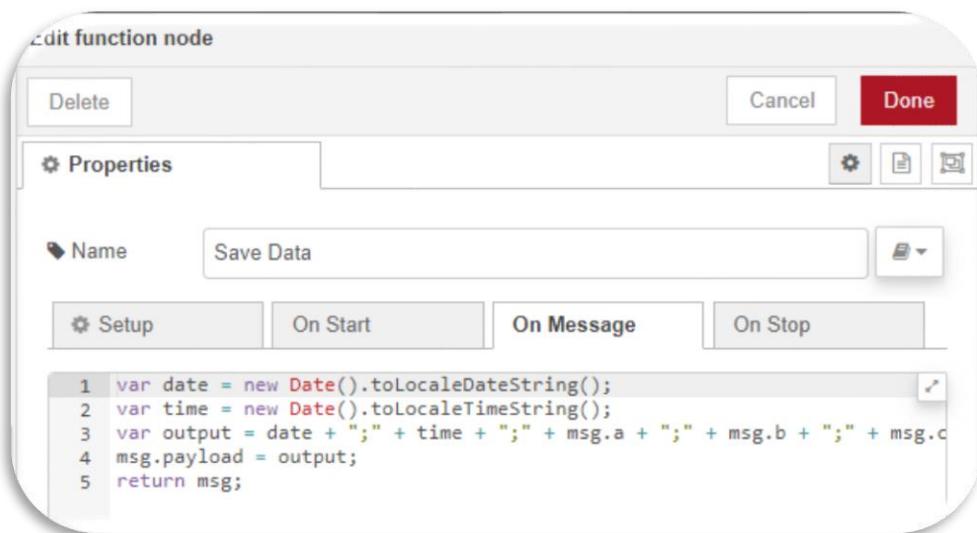 Edit function node
Delete
Cancel
Done
Properties
Name
Save Data
Setup
On Start
On Message
On Stop
1 var date = new Date().toLocaleDateString();
2 var time = new Date().toLocaleTimeString();
3 var output = date + ";" + time + ";" + msg.a + ";" + msg.b + ";" + msg.c
4 msg.payload = output;
5 return msg;